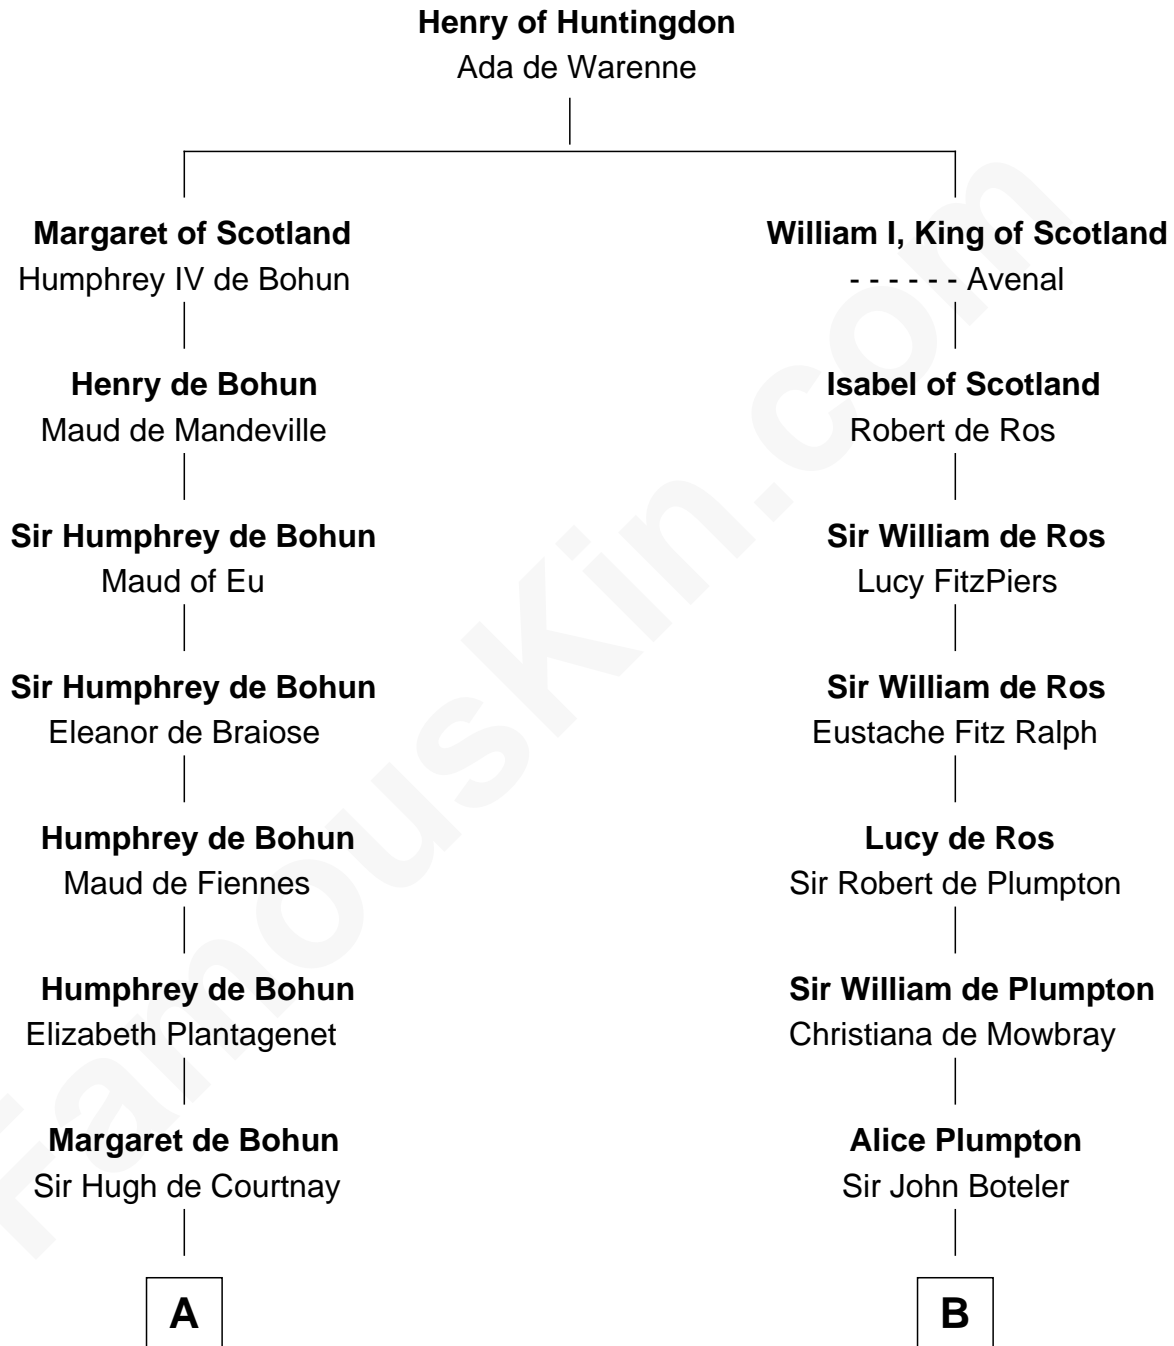 Henry of Huntingdon
Ada de Warenne
Margaret of Scotland
Humphrey IV de Bohun
Henry de Bohun
Maud de Mandeville
Sir Humphrey de Bohun
Maud of Eu
Sir Humphrey de Bohun
Eleanor de Braiose
Humphrey de Bohun
Maud de Fiennes
Humphrey de Bohun
Elizabeth Plantagenet
Margaret de Bohun
Sir Hugh de Courtnay
A
William I, King of Scotland
- - - - - - Avenal
Isabel of Scotland
Robert de Ros
Sir William de Ros
Lucy FitzPiers
Sir William de Ros
Eustache Fitz Ralph
Lucy de Ros
Sir Robert de Plumpton
Sir William de Plumpton
Christiana de Mowbray
Alice Plumpton
Sir John Boteler
B
FamousKin.com